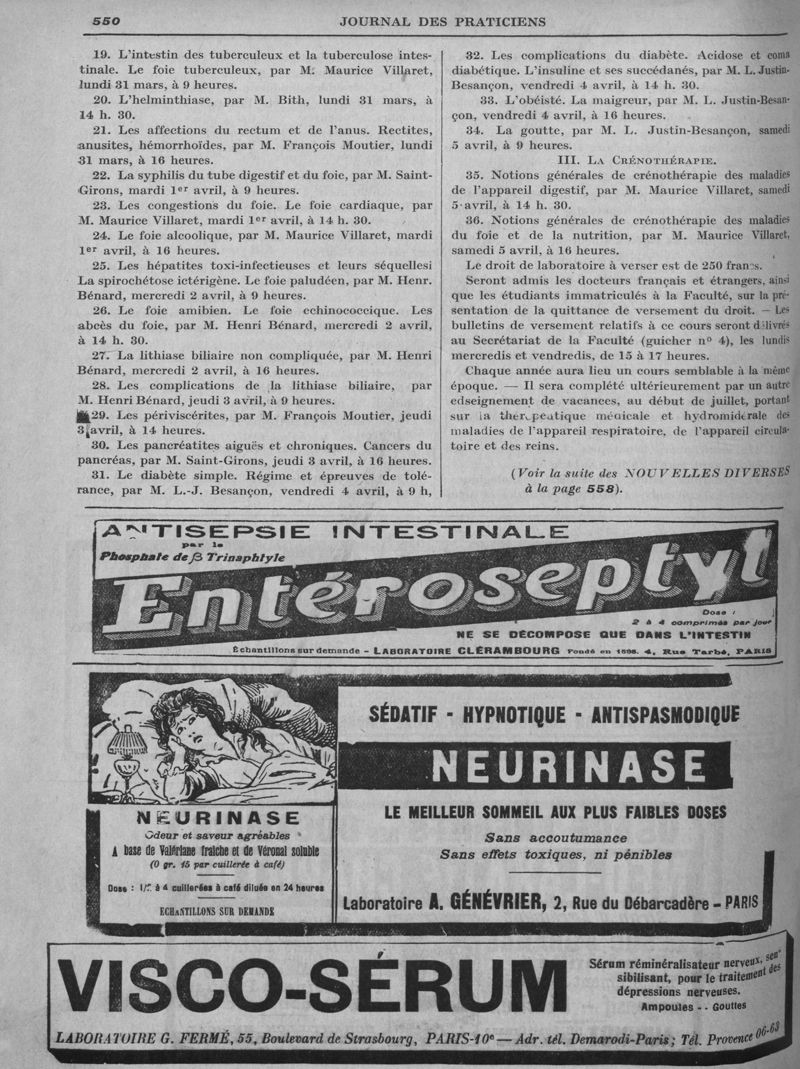 550
JOURNAL DES PRATICIENS
19. L'intestin des tuberculeux et la tuberculose intes-
tinale. Le foie tuberculeux, par M. Maurice Villaret,
lundi 31 mars, à 9 heures.
20. L'helminthiase, par M. Bith, lundi 31 mars, à
14 h. 30.
21. Les affections du rectum et de l'anus. Rectites,
anusites, hémorrhoïdes, par M. François Moutier, lundi
31 mars, à 16 heures.
22. La syphilis du tube digestif et du foie, par M. Saint-
Girons, mardi 1er avril, à 9 heures.
23. Les congestions du foie. Le foie cardiaque, par
M. Maurice Villaret, mardi 1er avril, à 14 h. 30.
24. Le foie alcoolique, par M. Maurice Villaret, mardi
1er avril, à 16 heures.
25. Les hépatites toxi-infectieuses et leurs séquellesi
La spirochétose ictérigène. Le foie paludéen, par M. Henr.
Bénard, mercredi 2 avril, à 9 heures.
26. Le foie amibien. Le foie echinococcique. Les
abcès du foie, par M. Henri Bénard, mercredi 2 avril,
à 14 h. 30.
27. La lithiase biliaire non compliquée, par M. Henri
Bénard, mercredi 2 avril, à 16 heures.
28. Les complications de la lithiase biliaire, par
M. Henri Bénard, jeudi 3 avril, à 9 heures.
29. Les périviscérites, par M. François Moutier, jeudi
3 avril, à 14 heures.
30. Les pancréatites aiguës et chroniques. Cancers du
pancréas, par M. Saint-Girons, jeudi 3 avril, à 16 heures.
31. Le diabète simple. Régime et épreuves de tolé-
rance, par M. L.-J. Besançon, vendredi 4 avril, à 9 h,
32. Les complications du diabète. Acidose et coma
diabétique. L'insuline et ses succédanés, par M. L. Justin-
Besançon, vendredi 4 avril, à 14 h. 30.
33. L'obéisté. La maigreur, par M. L. Justin-Besan-
çon, vendredi 4 avril, à 16 heures.
34. La goutte, par M. L. Justin-Besançon, samedi
5 avril, à 9 heures.
III. La Crénothérapie.
35. Notions générales de crénothérapie des maladies
de l'appareil digestif, par M. Maurice Villaret, samedi
5 avril, à 14 h. 30.
36. Notions générales de crénothérapie des maladies
du foie et de la nutrition, par M. Maurice Villaret,
samedi 5 avril, à 16 heures.
Le droit de laboratoire à verser est de 250 francs.
Seront admis les docteurs français et étrangers, ainsi
que les étudiants immatriculés à la Faculté, sur la pré-
sentation de la quittance de versement du droit. — Les
bulletins de versement relatifs à ce cours seront délivrés
au Secrétariat de la Faculté (guicher n° 4), les lundis
mercredis et vendredis, de 15 à 17 heures.
Chaque année aura lieu un cours semblable à la même
époque. — Il sera complété ultérieurement par un autre
edseignement de vacances, au début de juillet, portant
sur la thérapeutique médicale et hydromidérale des
maladies de l'appareil respiratoire, de l'appareil circula-
toire et des reins.
(Voir la suite des NOUVELLES DIVERSES
à la page 558).
ANTISEPSIE INTESTINALE
par le
Phosphate de β Trinaphtyle
Entéroseptyl
Dose :
2 à 4 comprimés par jour
NE SE DÉCOMPOSE QUE DANS L'INTESTIN
Échantillons sur demande - LABORATOIRE CLÉRAMBOURG Fondé en 1898. 4, Rue Tarbé, PARIS
NEURINASE
Odeur et saveur agréables
A base de Valériane fraîche et de Véronal soluble
(0 gr. 15 par cuillerée à café)
Dose : 1/2 à 4 cuillerées à café diluée en 24 heures
ECHANTILLONS SUR DEMANDE
SÉDATIF - HYPNOTIQUE - ANTISPASMODIQUE
NEURINASE
LE MEILLEUR SOMMEIL AUX PLUS FAIBLES DOSES
Sans accoutumance
Sans effets toxiques, ni pénibles
Laboratoire A. GÉNÉVRIER, 2, Rue du Débarcadère - PARIS
VISCO-SÉRUM
Sérum réminéralisateur nerveux, sen-
sibilisant, pour le traitement des
dépressions nerveuses.
Ampoules - - Gouttes
LABORATOIRE G. FERMÉ, 55, Boulevard de Strasbourg, PARIS-10e — Adr. tél. Demarodi-Paris; Tél. Provence 06-63